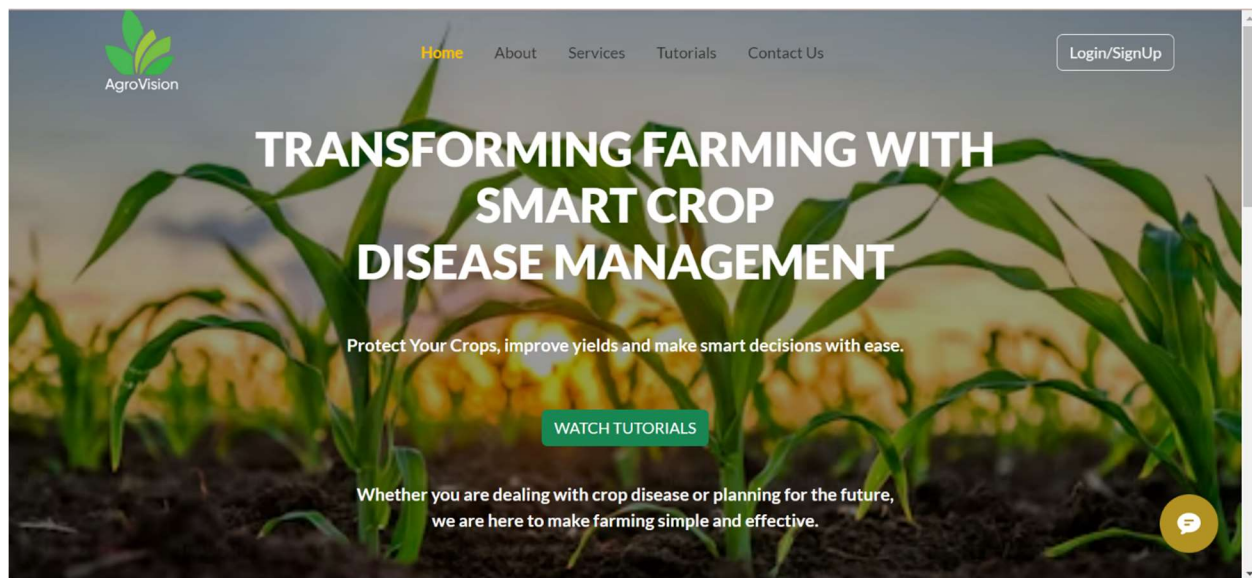 AgroVision
Home About Services Tutorials Contact Us
Login/SignUp
TRANSFORMING FARMING WITH
SMART CROP
DISEASE MANAGEMENT
Protect Your Crops, improve yields and make smart decisions with ease.
WATCH TUTORIALS
Whether you are dealing with crop disease or planning for the future,
we are here to make farming simple and effective.